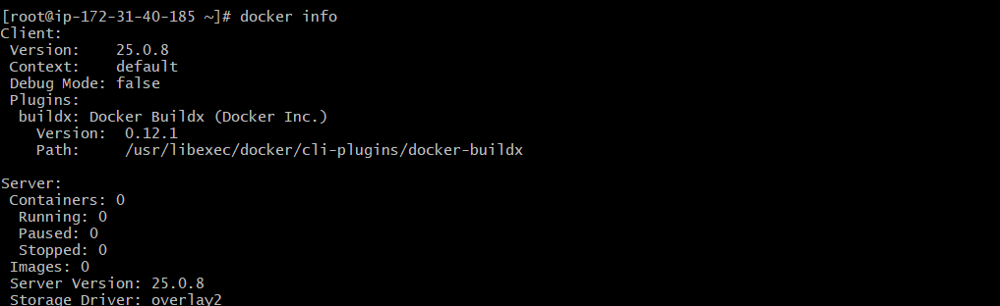 [root@ip-172-31-40-185 ~]# docker info
Client:
 Version:    25.0.8
 Context:    default
 Debug Mode: false
 Plugins:
  buildx: Docker Buildx (Docker Inc.)
    Version:  0.12.1
    Path:     /usr/libexec/docker/cli-plugins/docker-buildx

Server:
 Containers: 0
  Running: 0
  Paused: 0
  Stopped: 0
 Images: 0
 Server Version: 25.0.8
 Storage Driver: overlay2